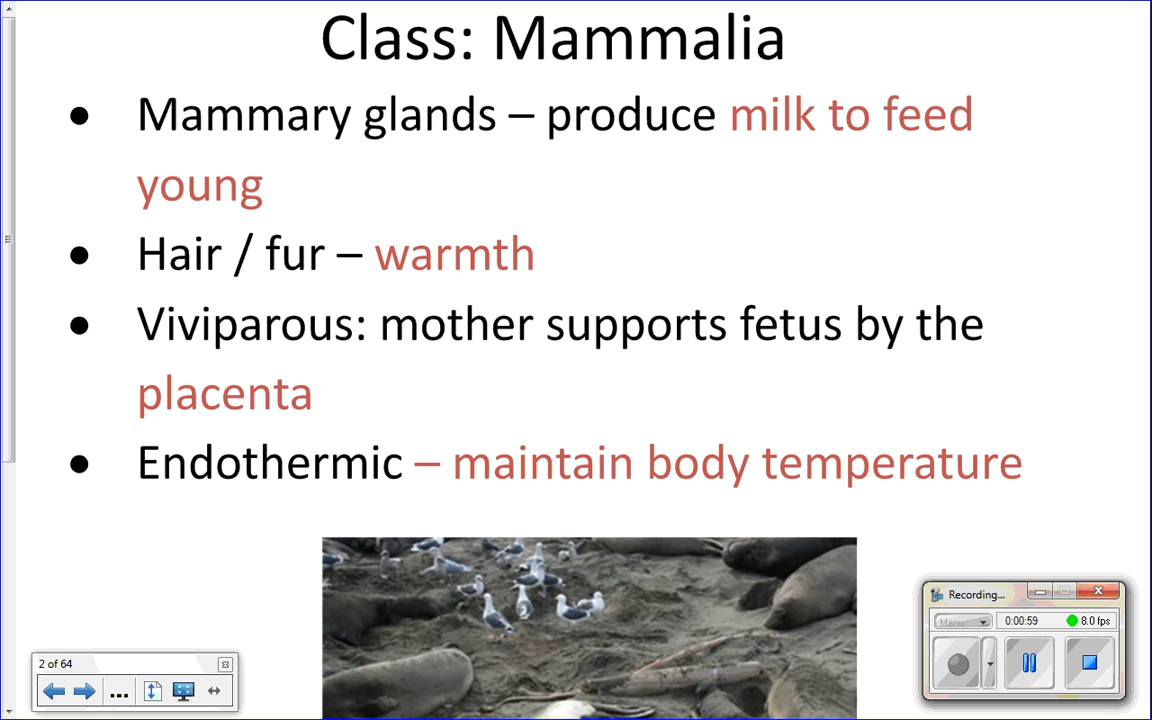 Class: Mammalia
• Mammary glands – produce milk to feed
young
• Hair / fur – warmth
• Viviparous: mother supports fetus by the
placenta
• Endothermic – maintain body temperature
Recording...
Menu
0:00:59
8.0 fps
2 of 64
...